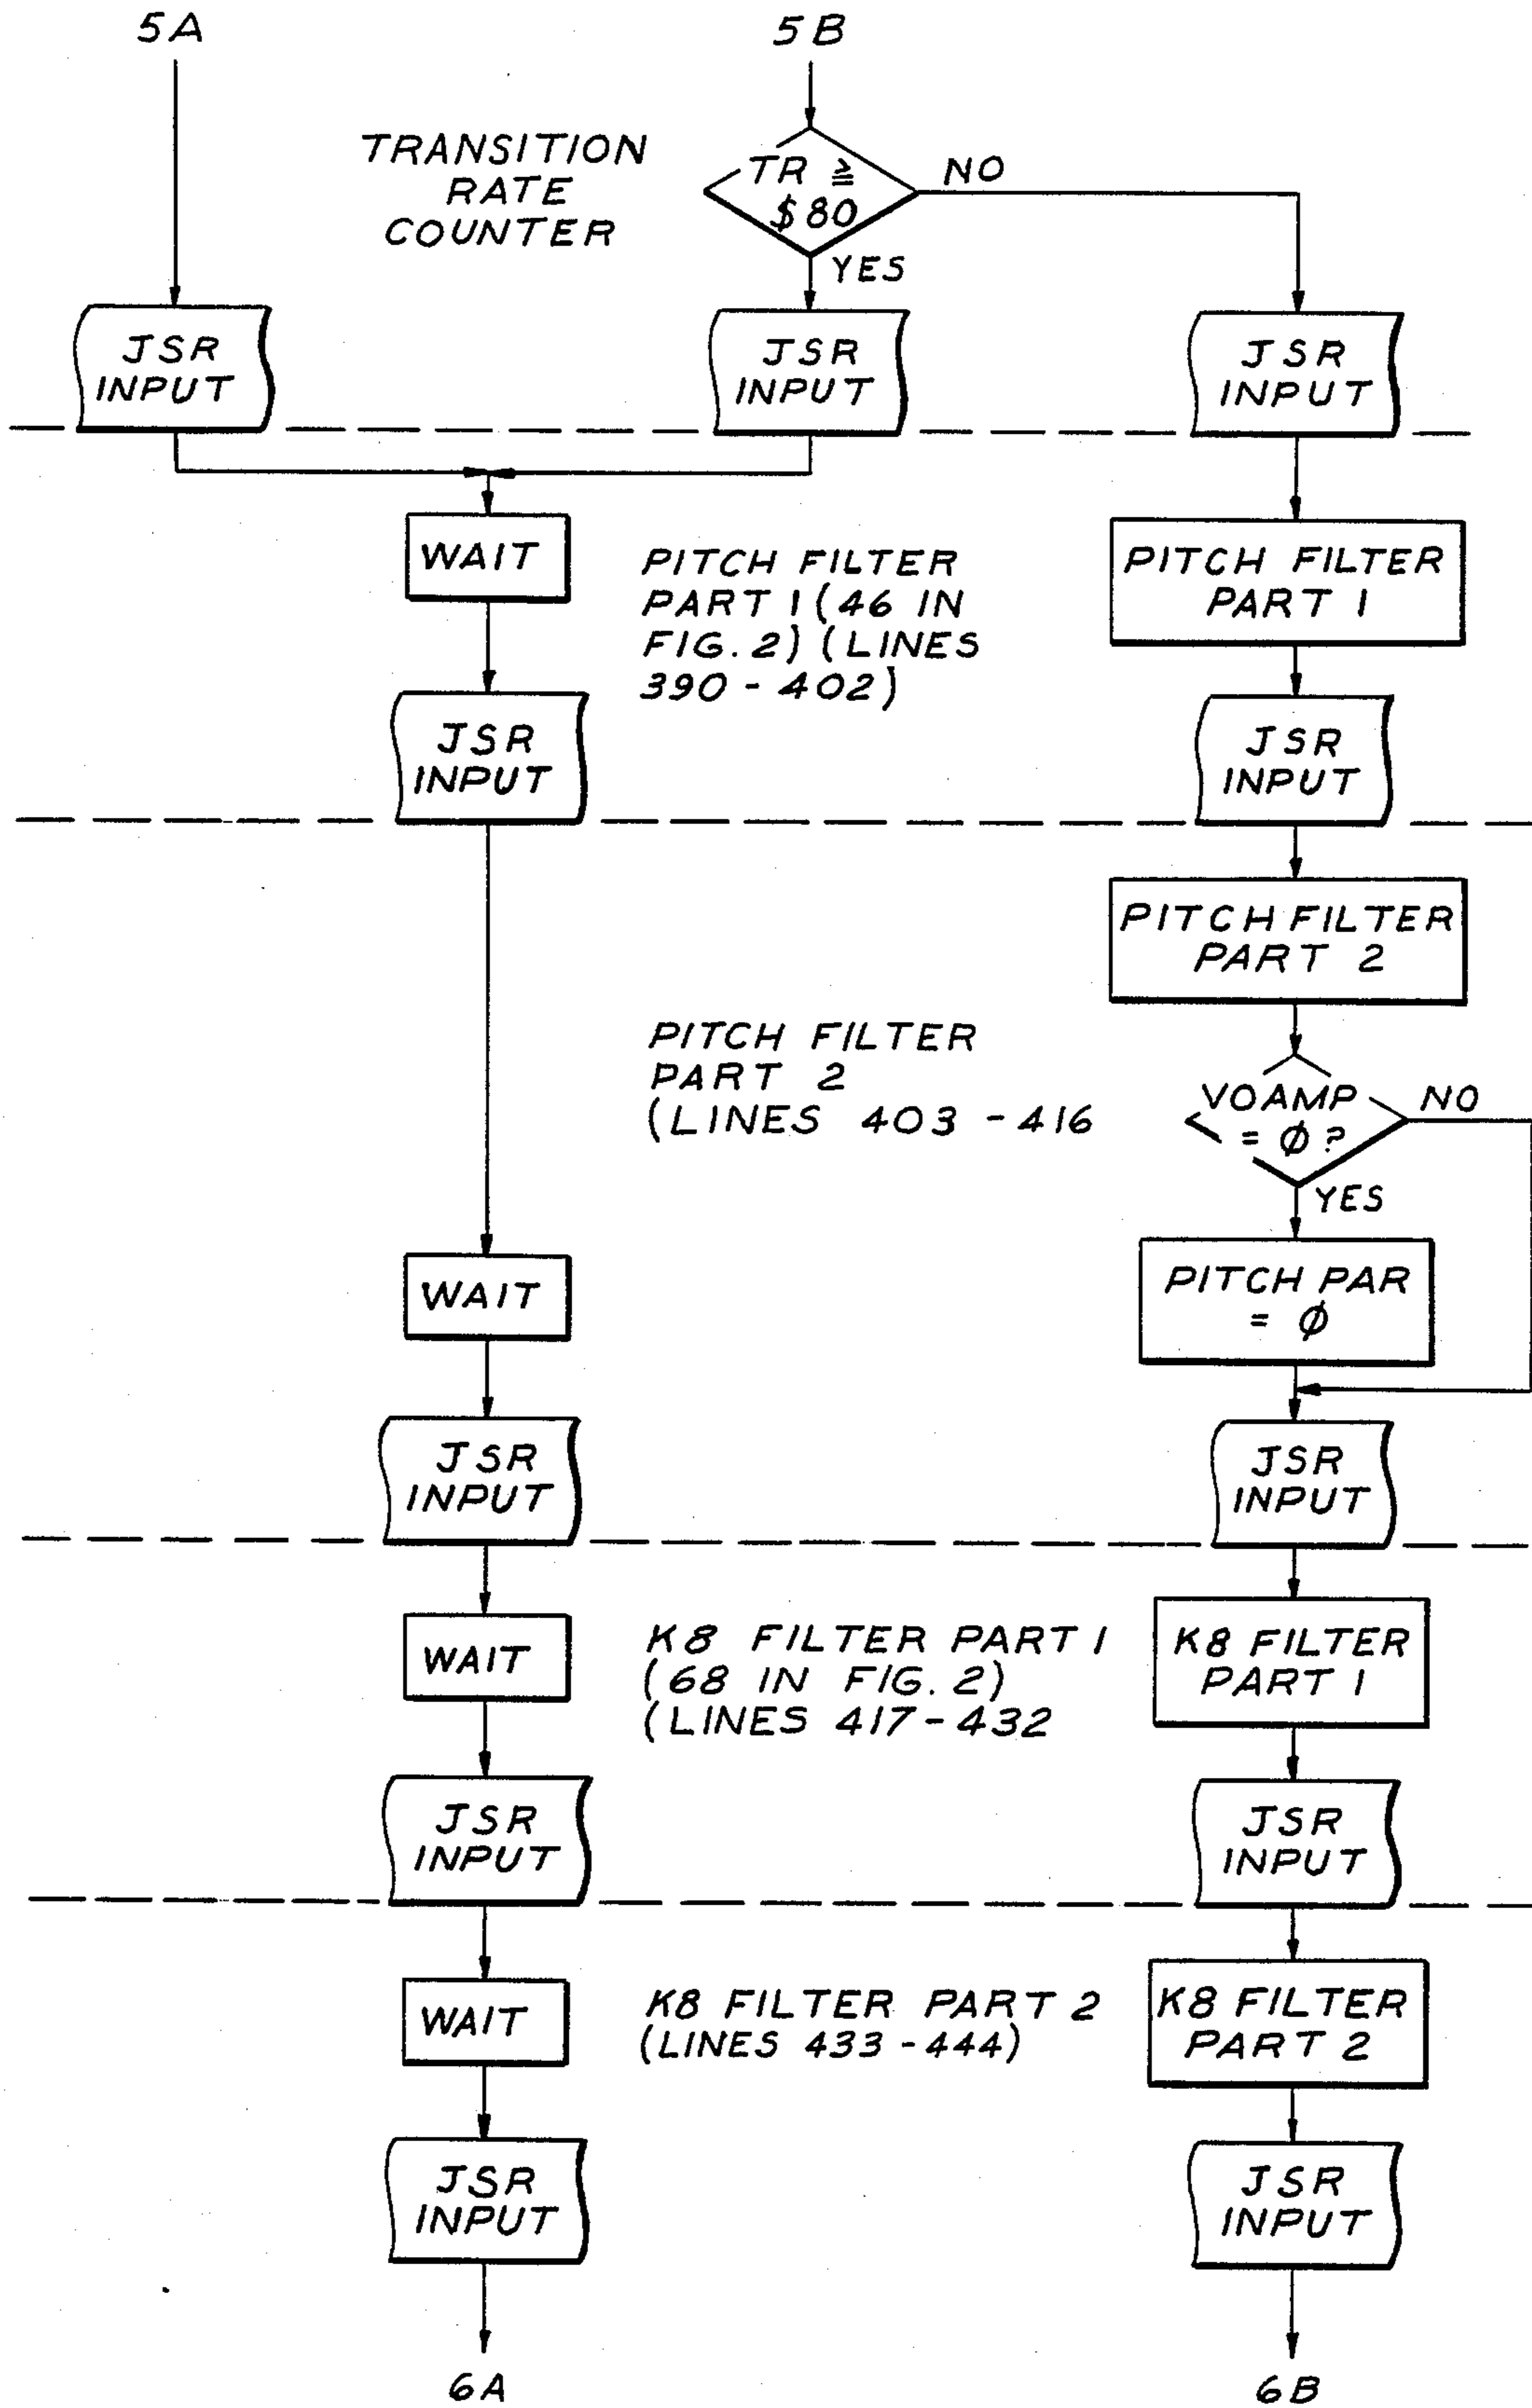 5A
5B
TRANSITION
RATE
COUNTER
TR ≧
$80
NO
YES
JSR
INPUT
JSR
INPUT
JSR
INPUT
WAIT
PITCH FILTER
PART 1 (46 IN
FIG. 2) (LINES
390 - 402)
PITCH FILTER
PART 1
JSR
INPUT
JSR
INPUT
PITCH FILTER
PART 2
PITCH FILTER
PART 2
(LINES 403 - 416
VOAMP
= Ø ?
NO
YES
WAIT
PITCH PAR
= Ø
JSR
INPUT
JSR
INPUT
WAIT
K8 FILTER PART 1
(68 IN FIG. 2)
(LINES 417 - 432
K8 FILTER
PART 1
JSR
INPUT
JSR
INPUT
WAIT
K8 FILTER PART 2
(LINES 433 - 444)
K8 FILTER
PART 2
JSR
INPUT
JSR
INPUT
6A
6B